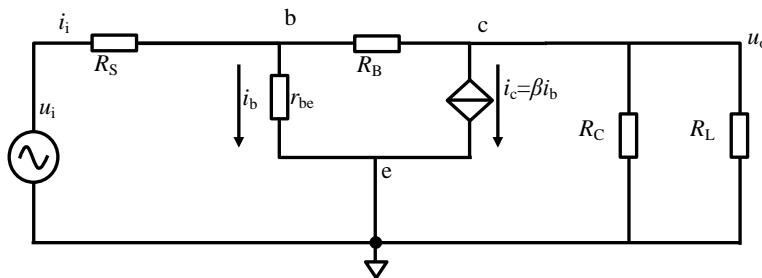 i_i
b
c
u_o
R_S
R_B
u_i
i_b
r_be
i_c=βi_b
R_C
R_L
e